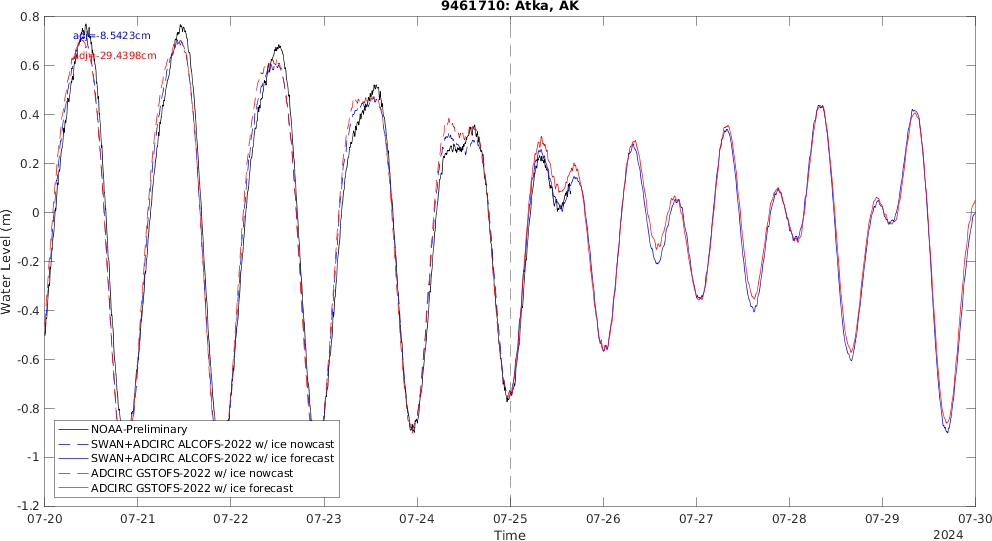 9461710: Atka, AK
adj=-8.5423cm
adj=-29.4398cm
Water Level (m)
0.8
0.6
0.4
0.2
0
-0.2
-0.4
-0.6
-0.8
-1
-1.2
NOAA-Preliminary
SWAN+ADCIRC ALCOFS-2022 w/ ice nowcast
SWAN+ADCIRC ALCOFS-2022 w/ ice forecast
ADCIRC GSTOFS-2022 w/ ice nowcast
ADCIRC GSTOFS-2022 w/ ice forecast
07-20 07-21 07-22 07-23 07-24 07-25 07-26 07-27 07-28 07-29 07-30
Time
2024